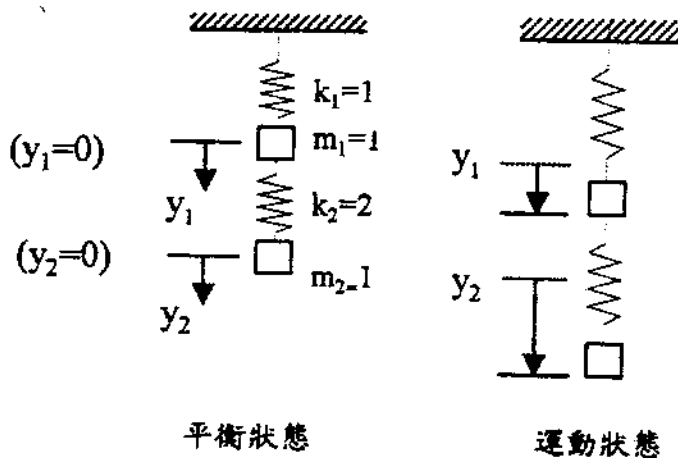 k₁=1
(y₁=0)
m₁=1
y₁
k₂=2
(y₂=0)
m₂=1
y₂
平衡狀態
y₁
y₂
運動狀態